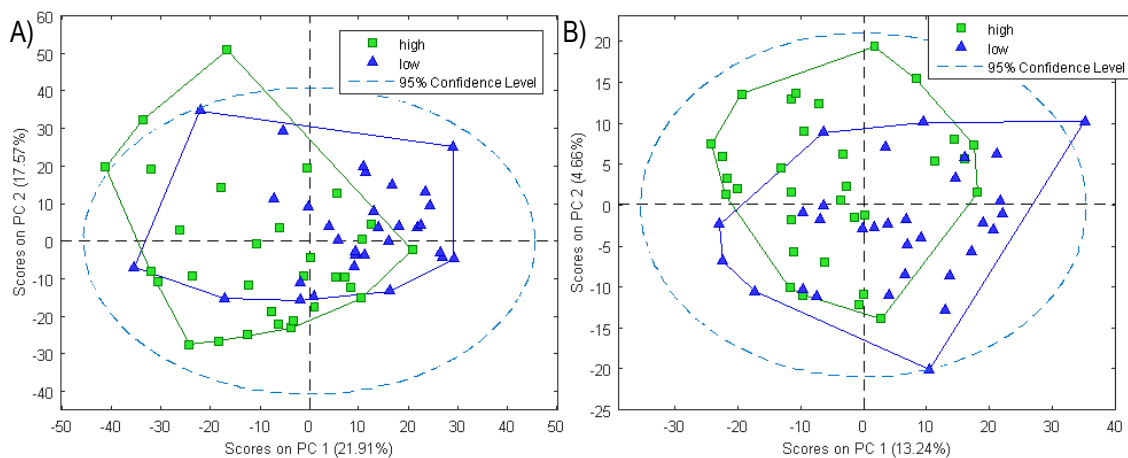 A)
60
50
40
30
20
10
0
-10
-20
-30
-40
Scores on PC 2 (17.57%)
high
low
95% Confidence Level
-50 -40 -30 -20 -10 0 10 20 30 40 50
Scores on PC 1 (21.91%)
B)
20
15
10
5
0
-5
-10
-15
-20
-25
Scores on PC 2 (4.66%)
high
low
95% Confidence Level
-40 -30 -20 -10 0 10 20 30 40
Scores on PC 1 (13.24%)